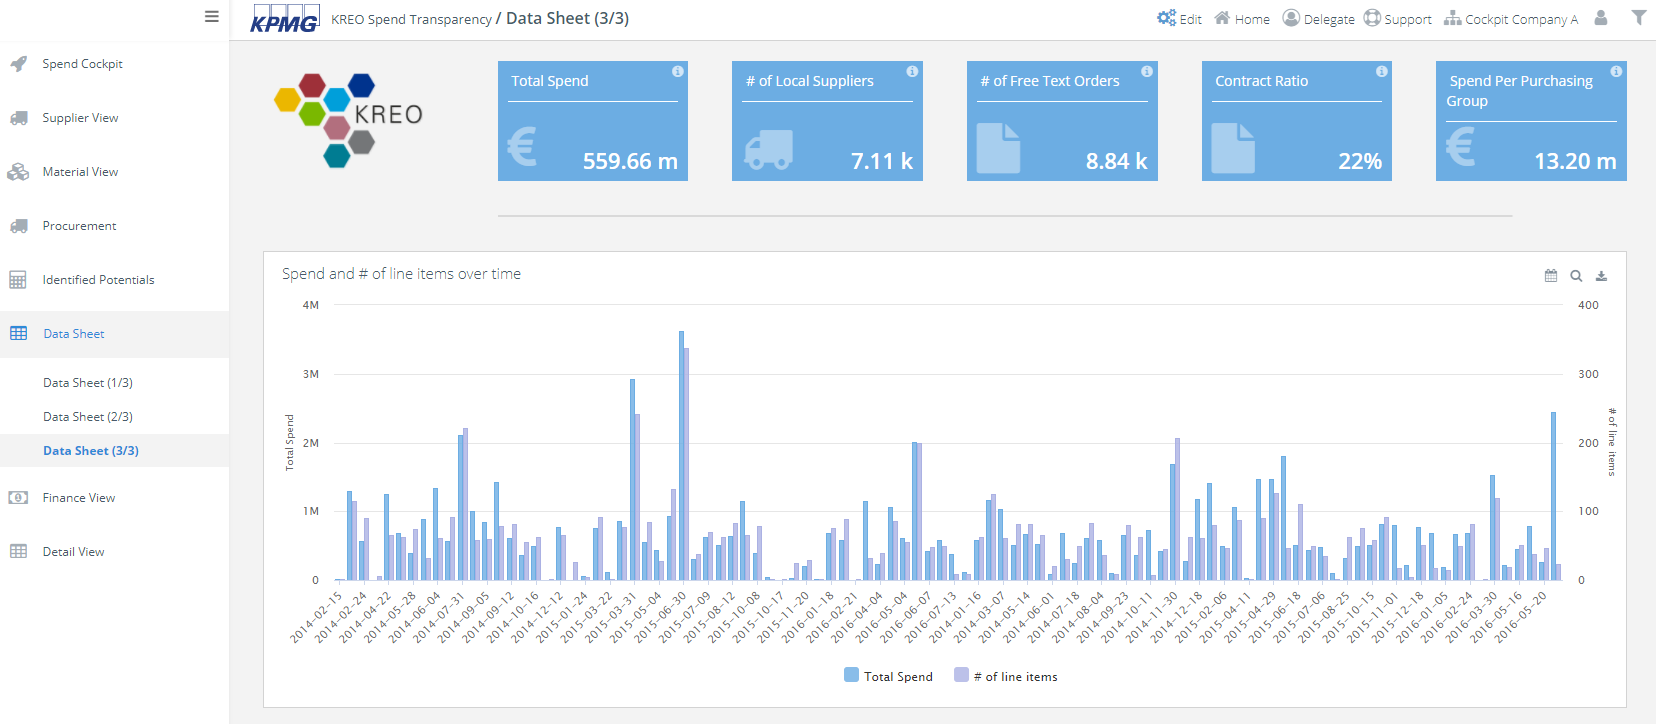 KPMG
KREO Spend Transparency / Data Sheet (3/3)
Edit
Home
Delegate
Support
Cockpit Company A
Spend Cockpit
Supplier View
Material View
Procurement
Identified Potentials
Data Sheet
Data Sheet (1/3)
Data Sheet (2/3)
Data Sheet (3/3)
Finance View
Detail View
KREO
Total Spend
€
559.66 m
# of Local Suppliers
7.11 k
# of Free Text Orders
8.84 k
Contract Ratio
22%
Spend Per Purchasing
Group
€
13.20 m
Spend and # of line items over time
4M
3M
2M
1M
0
Total Spend
400
300
200
100
0
# of line items
2014-02-15
2014-02-24
2014-04-22
2014-05-28
2014-06-04
2014-07-31
2014-09-05
2014-09-12
2014-10-16
2014-12-12
2015-01-24
2015-03-22
2015-03-31
2015-05-04
2015-06-30
2015-07-09
2015-08-12
2015-10-08
2015-10-17
2015-11-20
2016-01-18
2016-02-21
2016-04-04
2016-05-04
2016-06-07
2016-07-13
2014-01-16
2014-03-07
2014-05-14
2014-06-01
2014-07-18
2014-08-04
2014-09-23
2014-10-11
2014-11-30
2014-12-18
2015-02-06
2015-04-11
2015-04-29
2015-06-18
2015-07-06
2015-08-25
2015-10-15
2015-11-01
2015-12-18
2016-01-05
2016-02-24
2016-03-30
2016-05-16
2016-05-20
Total Spend
# of line items